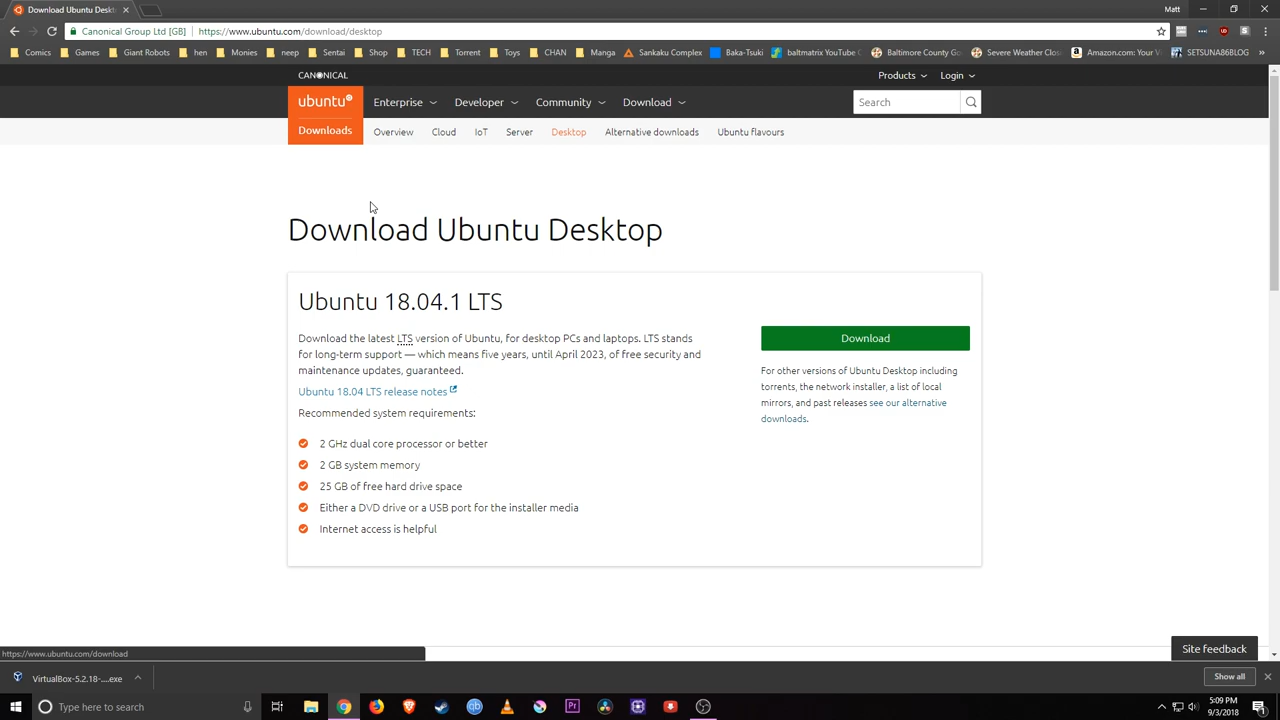 Download Ubuntu Deskt
Matt
Canonical Group Ltd [GB]
https://www.ubuntu.com/download/desktop
Comics
Games
Giant Robots
hen
Monies
neep
Sentai
Shop
TECH
Torrent
Toys
CHAN
Manga
Sankaku Complex
Baka-Tsuki
baltmatrix YouTube C
Baltimore County Go
Severe Weather Clos
Amazon.com: Your V
SETSUNA86BLOG
»
CANONICAL
Products
Login
ubuntu®
Enterprise
Developer
Community
Download
Search
Downloads
Overview
Cloud
IoT
Server
Desktop
Alternative downloads
Ubuntu flavours
Download Ubuntu Desktop
Ubuntu 18.04.1 LTS
Download the latest LTS version of Ubuntu, for desktop PCs and laptops. LTS stands
for long-term support — which means five years, until April 2023, of free security and
maintenance updates, guaranteed.
Ubuntu 18.04 LTS release notes
Recommended system requirements:
2 GHz dual core processor or better
2 GB system memory
25 GB of free hard drive space
Either a DVD drive or a USB port for the installer media
Internet access is helpful
Download
For other versions of Ubuntu Desktop including
torrents, the network installer, a list of local
mirrors, and past releases see our alternative
downloads.
Site feedback
https://www.ubuntu.com/download
VirtualBox-5.2.18-....exe
Show all
Type here to search
5:09 PM
9/3/2018